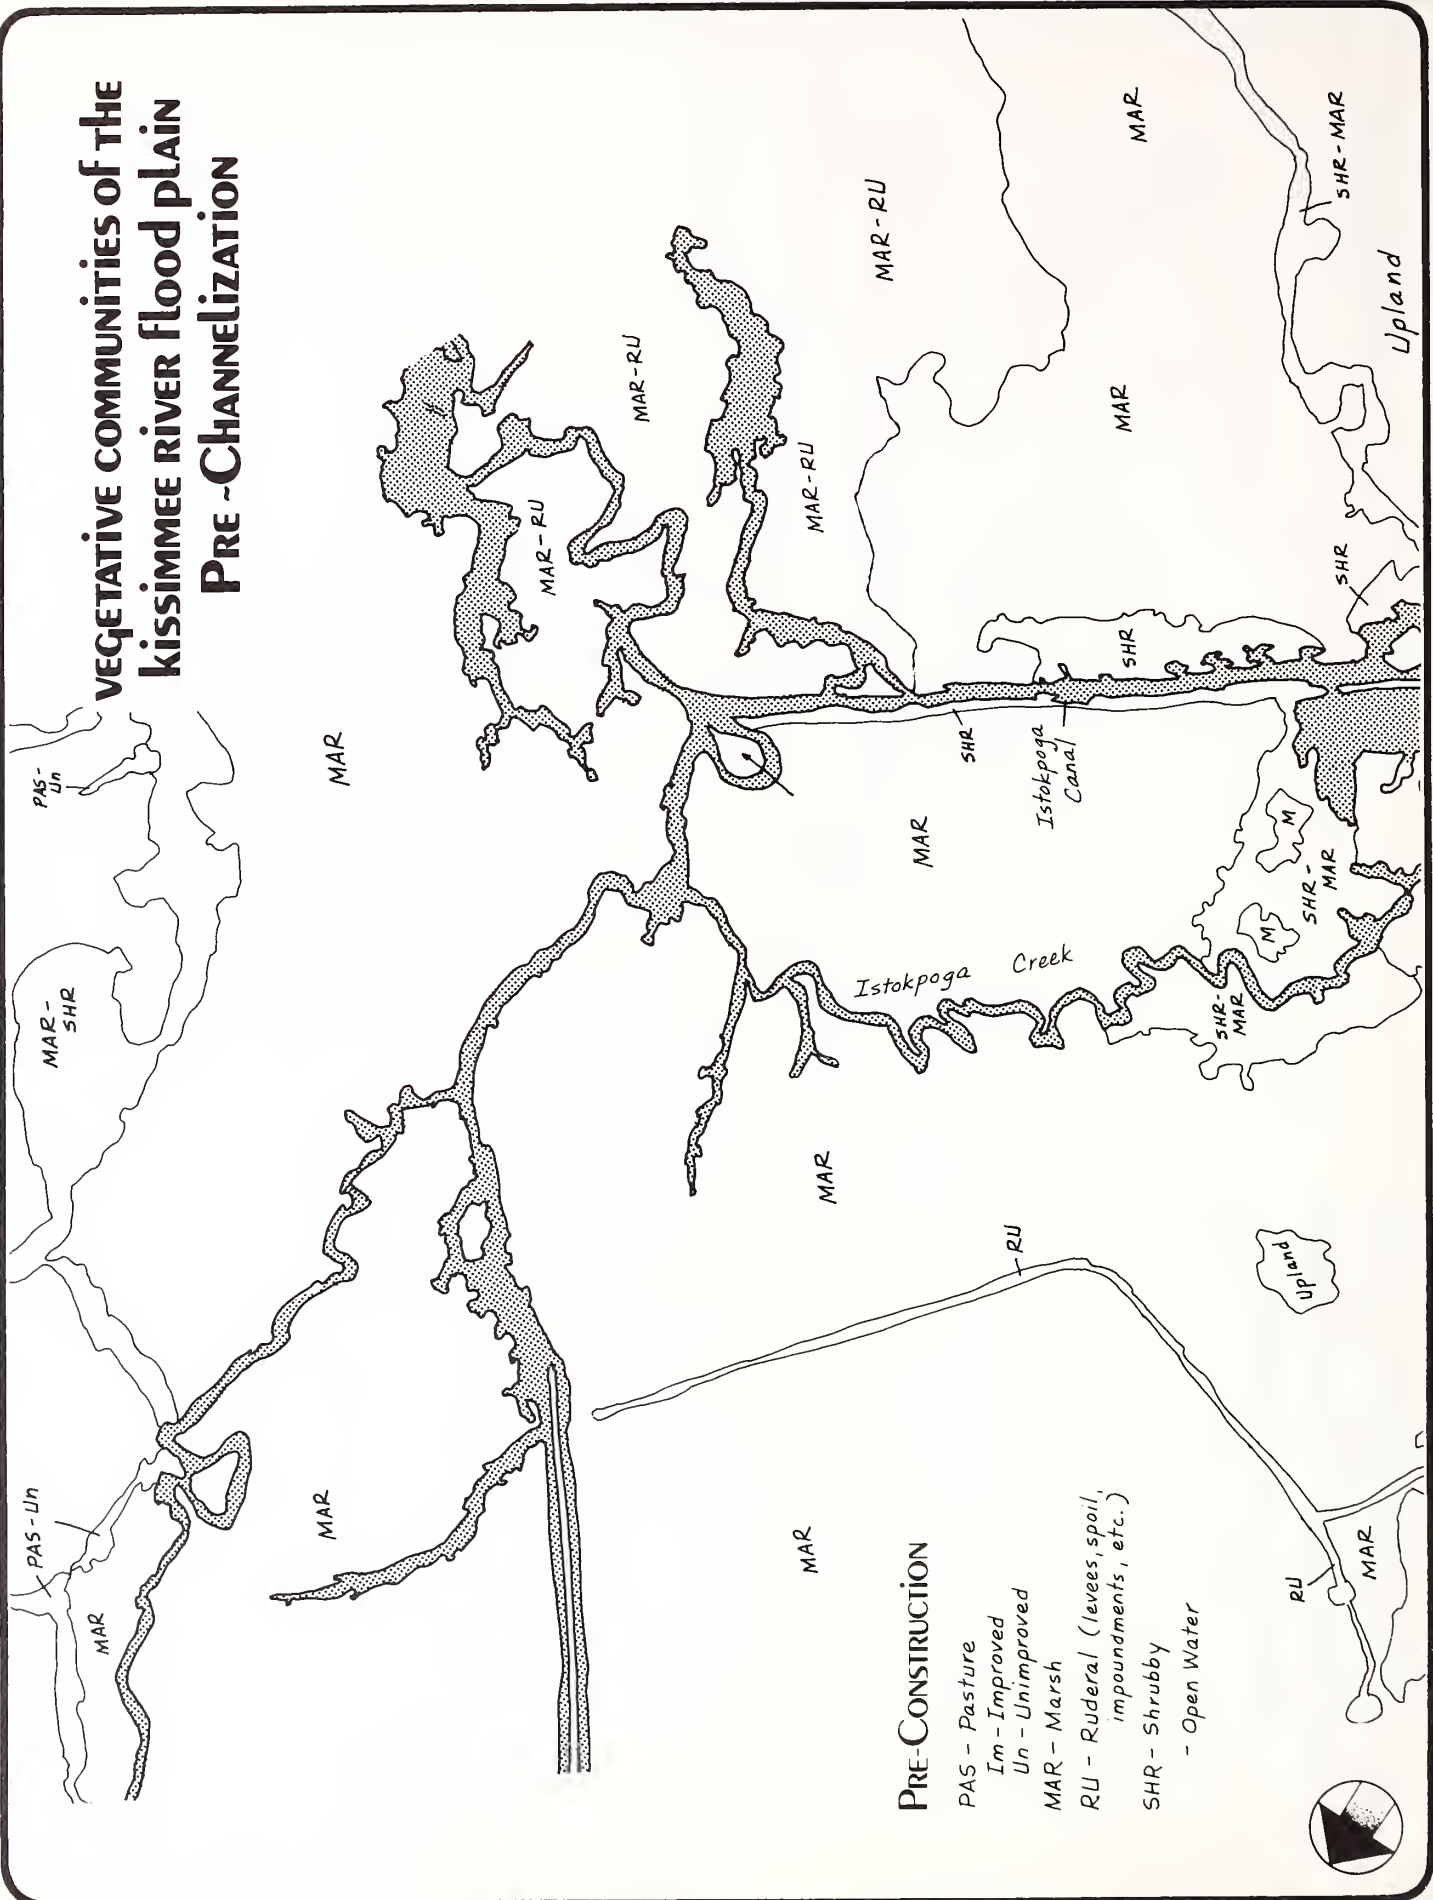 VEGETATIVE COMMUNITIES of THE
kissimmee RIVER flood plain
PRE-CHANNELIZATION
PAS-
Un
MAR-
SHR
PAS-Un
MAR
MAR
MAR
MAR-RU
MAR-RU
MAR-RU
MAR-RU
MAR
MAR
SHR-MAR
Upland
SHR
SHR
SHR
Istokpoga
Canal
MAR
M
M
SHR-
MAR
Istokpoga Creek
SHR-
MAR
MAR
RU
Upland
MAR
RU
MAR
PRE-CONSTRUCTION
PAS - Pasture
Im - Improved
Un - Unimproved
MAR - Marsh
RU - Ruderal (levees, spoil,
impoundments, etc.)
SHR - Shrubby
- Open Water